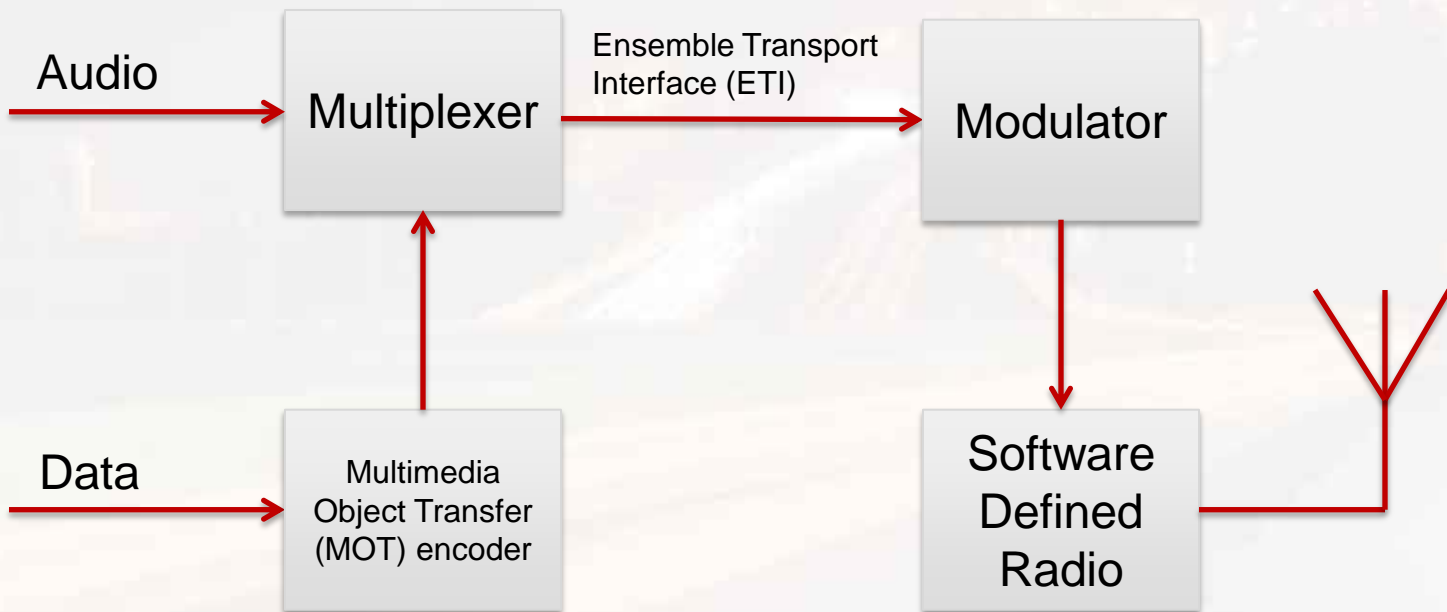 Audio
Multiplexer
Ensemble Transport
Interface (ETI)
Modulator
Data
Multimedia
Object Transfer
(MOT) encoder
Software
Defined
Radio